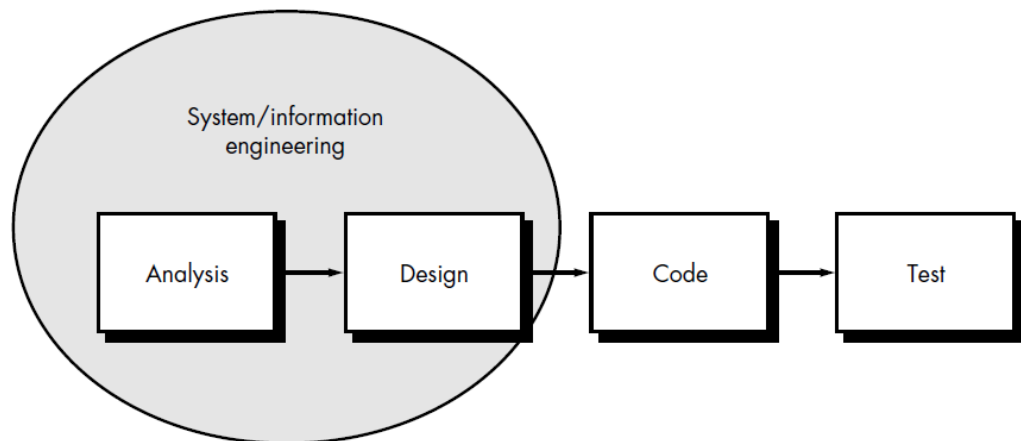 System/information
engineering
Analysis
Design
Code
Test